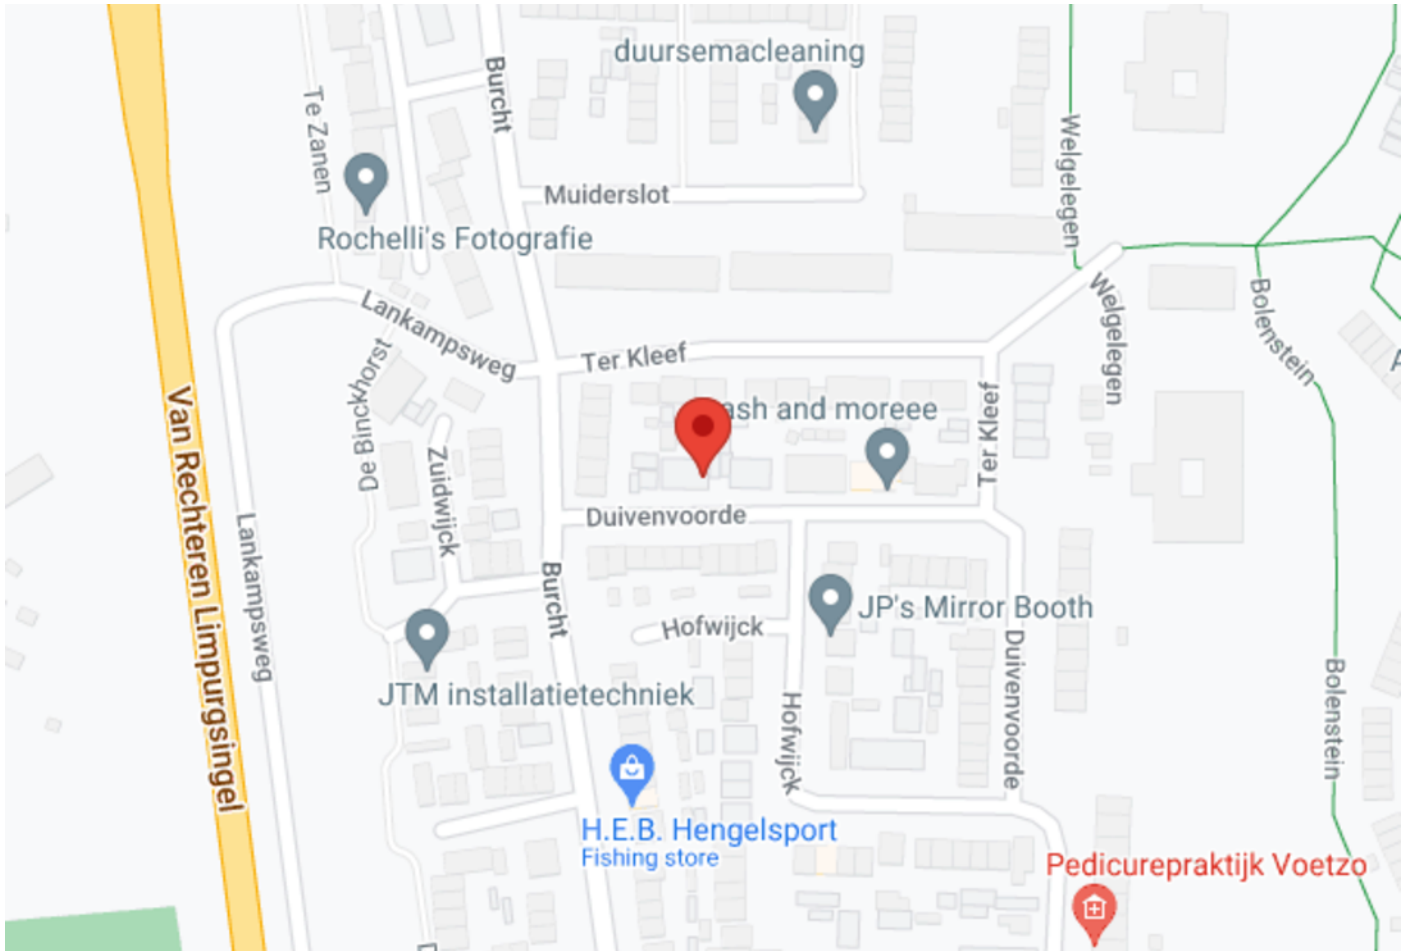 duursemacleaning
Burcht
Te Zanen
Welgelegen
Muiderslot
Rochelli's Fotografie
Lankampsweg
Welgelegen
Bolenstein
Ter Kleef
De Binckhorst
Van Rechteren Limpurgsingel
ash and moreee
Ter Kleef
Zuidwijck
Lankampsweg
Duivenvoorde
Burcht
JP's Mirror Booth
Hofwijck
Duivenvoorde
Bolenstein
JTM installatietechniek
Hofwijck
H.E.B. Hengelsport
Fishing store
Pedicurepraktijk Voetzo